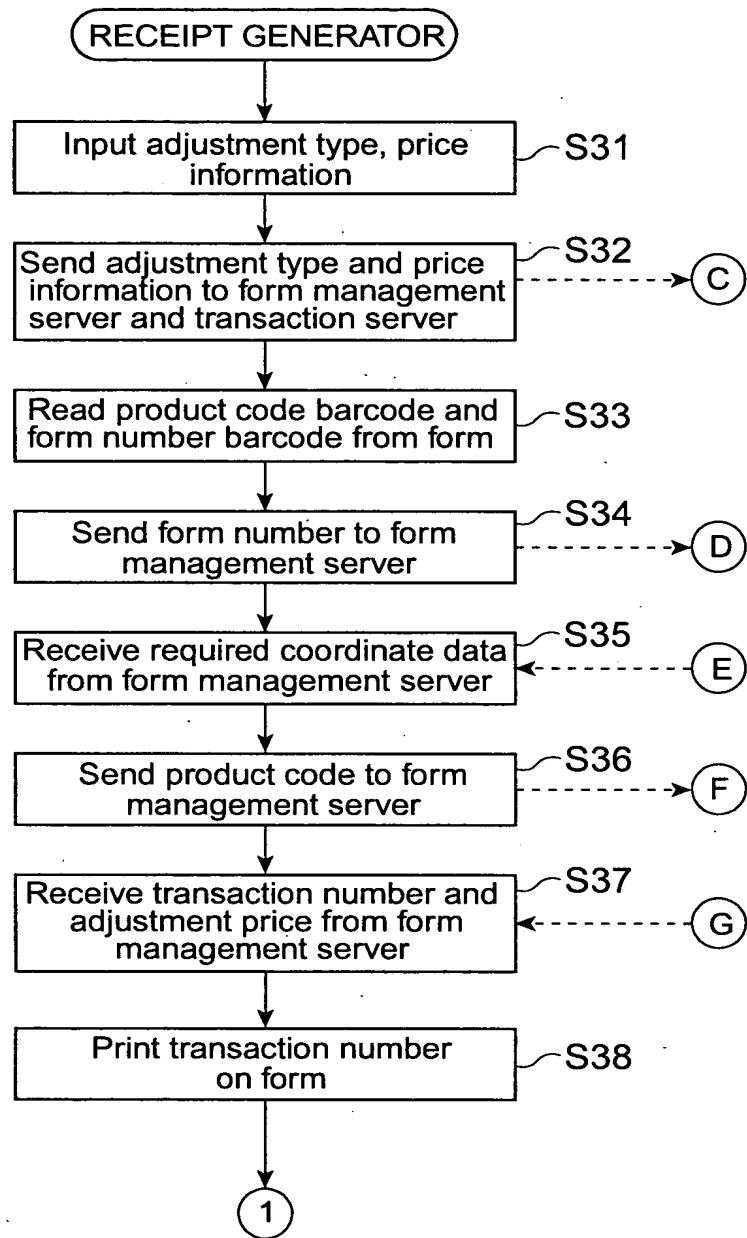 RECEIPT GENERATOR
Input adjustment type, price
information
S31
Send adjustment type and price
information to form management
server and transaction server
S32
C
Read product code barcode and
form number barcode from form
S33
Send form number to form
management server
S34
D
Receive required coordinate data
from form management server
S35
E
Send product code to form
management server
S36
F
Receive transaction number and
adjustment price from form
management server
S37
G
Print transaction number
on form
S38
1